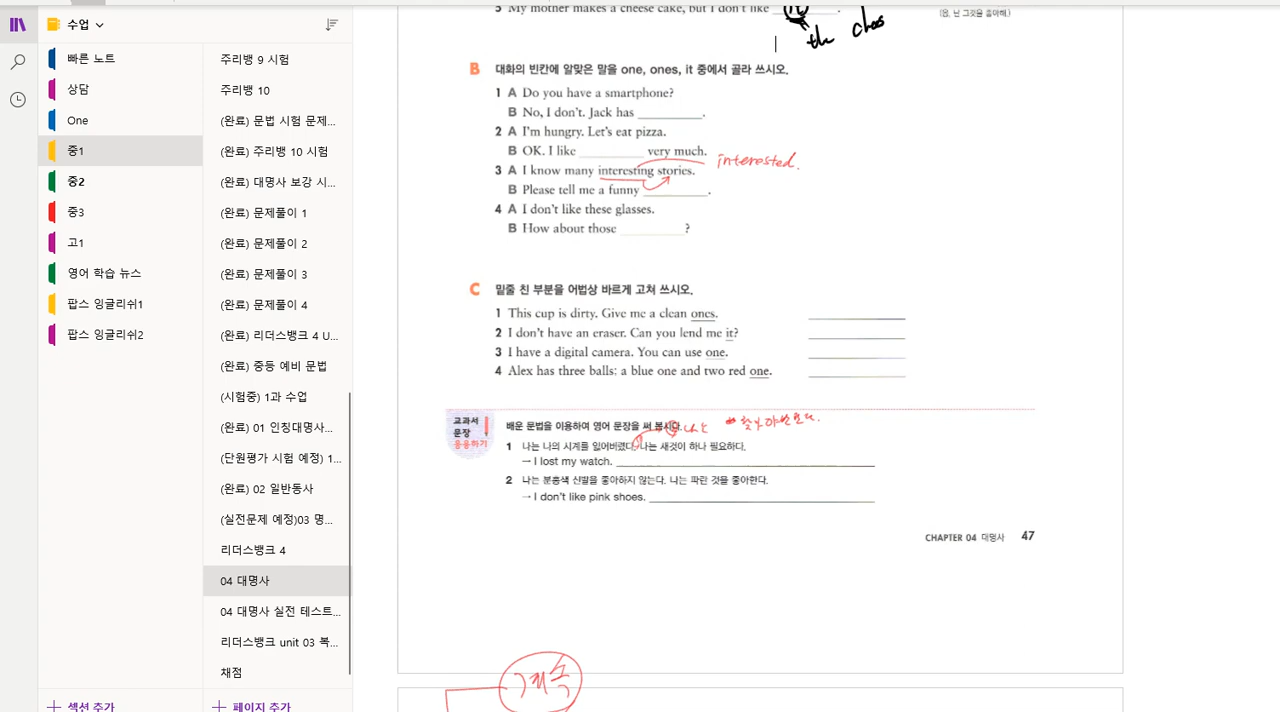 수업
빠른 노트
상담
One
중1
중2
중3
고1
영어 학습 뉴스
팝스 잉글리쉬1
팝스 잉글리쉬2
섹션 추가
주리뱅 9 시험
주리뱅 10
(완료) 문법 시험 문제...
(완료) 주리뱅 10 시험
(완료) 대명사 보강 시...
(완료) 문제풀이 1
(완료) 문제풀이 2
(완료) 문제풀이 3
(완료) 문제풀이 4
(완료) 리더스뱅크 4 U...
(완료) 중등 예비 문법
(시험중) 1과 수업
(완료) 01 인칭대명사...
(단원평가 시험 예정) 1...
(완료) 02 일반동사
(실전문제 예정)03 명...
리더스뱅크 4
04 대명사
04 대명사 실전 테스트...
리더스뱅크 unit 03 복...
채점
페이지 추가
5 My mother makes a cheese cake, but I don't like it.
the chees
B 대화의 빈칸에 알맞은 말을 one, ones, it 중에서 골라 쓰시오.
1 A Do you have a smartphone?
B No, I don't. Jack has ________.
2 A I'm hungry. Let's eat pizza.
B OK. I like ________ very much.
3 A I know many interesting stories.
interested.
B Please tell me a funny ________.
4 A I don't like these glasses.
B How about those ________?
C 밑줄 친 부분을 어법상 바르게 고쳐 쓰시오.
1 This cup is dirty. Give me a clean ones.
2 I don't have an eraser. Can you lend me it?
3 I have a digital camera. You can use one.
4 Alex has three balls: a blue one and two red one.
교과서
문장
응용하기
배운 문법을 이용하여 영어 문장을 써 봅시다.
1 나는 나의 시계를 잃어버렸다. 나는 새것이 하나 필요하다.
→ I lost my watch.
2 나는 분홍색 신발을 좋아하지 않는다. 나는 파란 것을 좋아한다.
→ I don't like pink shoes.
CHAPTER 04 대명사 47
계속